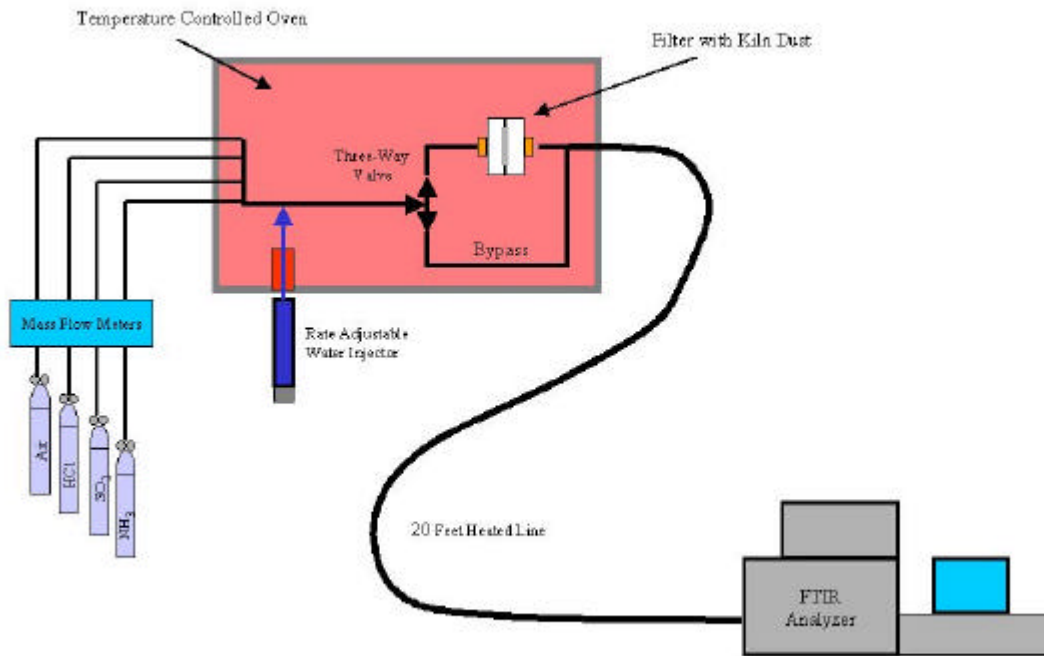 Temperature Controlled Oven
Filter with Kiln Dust
Three-Way
Valve
Bypass
Mass Flow Meters
Rate Adjustable
Water Injector
Ar
HCl
SO2
NH3
20 Feet Heated Line
FTIR
Analyzer